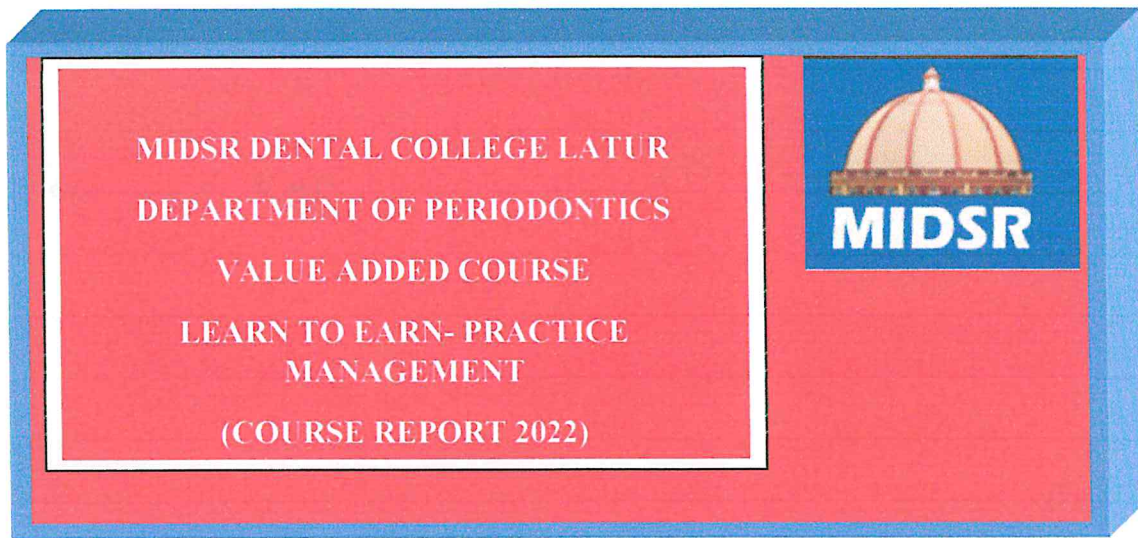 MIDSR DENTAL COLLEGE LATUR
DEPARTMENT OF PERIODONTICS
VALUE ADDED COURSE
LEARN TO EARN- PRACTICE
MANAGEMENT
(COURSE REPORT 2022)
MIDSR